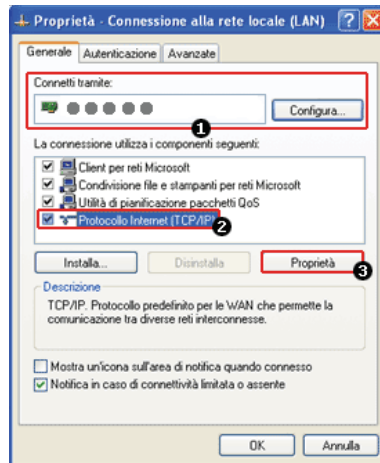 Proprietà - Connessione alla rete locale (LAN)
Generale Autenticazione Avanzate
Connetti tramite:
Configura...
1
La connessione utilizza i componenti seguenti:
Client per reti Microsoft
Condivisione file e stampanti per reti Microsoft
Utilità di pianificazione pacchetti QoS
Protocollo Internet (TCP/IP)
2
Installa... Disinstalla Proprietà
3
Descrizione
TCP/IP. Protocollo predefinito per le WAN che permette la
comunicazione tra diverse reti interconnesse.
Mostra un'icona sull'area di notifica quando connesso
Notifica in caso di connettività limitata o assente
OK Annulla